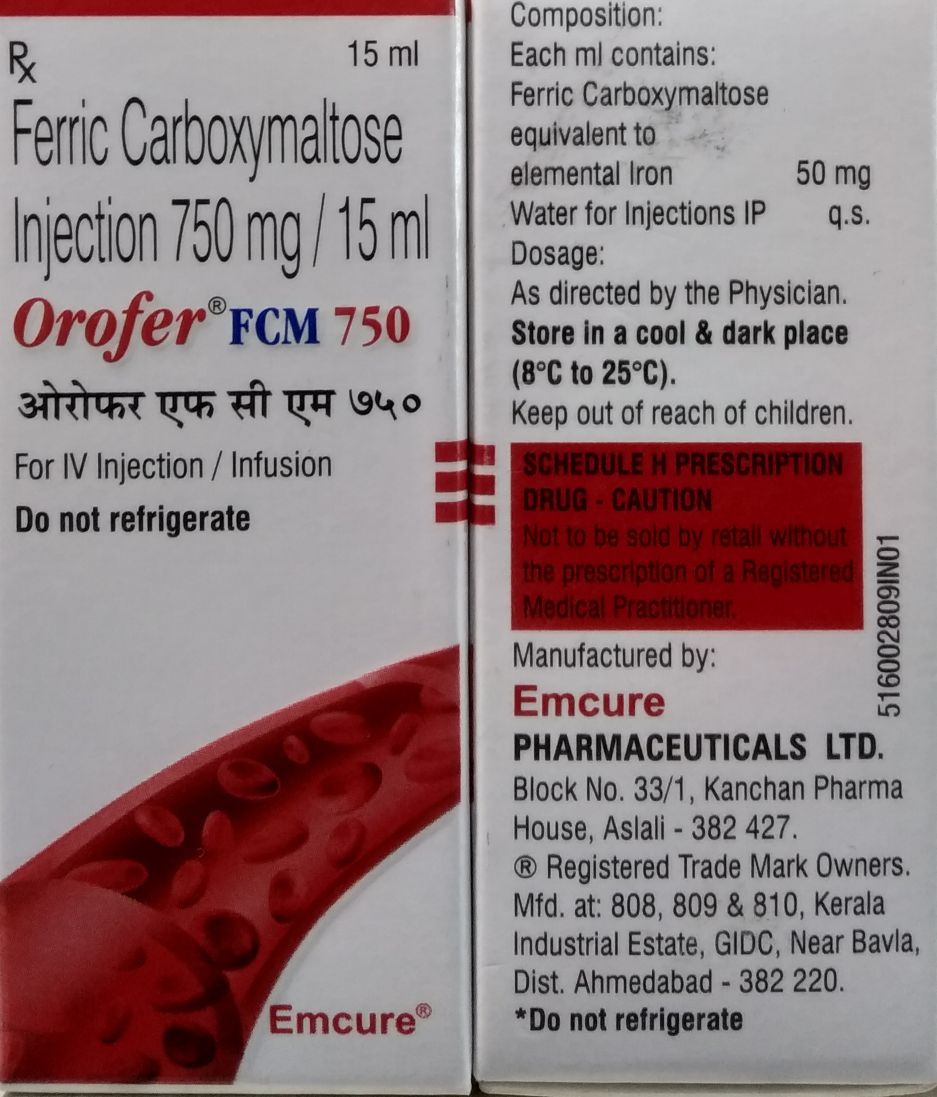 Rx 15 ml
Ferric Carboxymaltose
Injection 750 mg / 15 ml
Orofer® FCM 750
ओरोफर एफ सी एम ७५०
For IV Injection / Infusion
Do not refrigerate
Emcure®
Composition:
Each ml contains:
Ferric Carboxymaltose
equivalent to
elemental Iron 50 mg
Water for Injections IP q.s.
Dosage:
As directed by the Physician.
Store in a cool & dark place
(8°C to 25°C).
Keep out of reach of children.
SCHEDULE H PRESCRIPTION
DRUG - CAUTION
Not to be sold by retail without
the prescription of a Registered
Medical Practitioner.
Manufactured by:
Emcure
PHARMACEUTICALS LTD.
Block No. 33/1, Kanchan Pharma
House, Aslali - 382 427.
® Registered Trade Mark Owners.
Mfd. at: 808, 809 & 810, Kerala
Industrial Estate, GIDC, Near Bavla,
Dist. Ahmedabad - 382 220.
*Do not refrigerate
516002809IN01